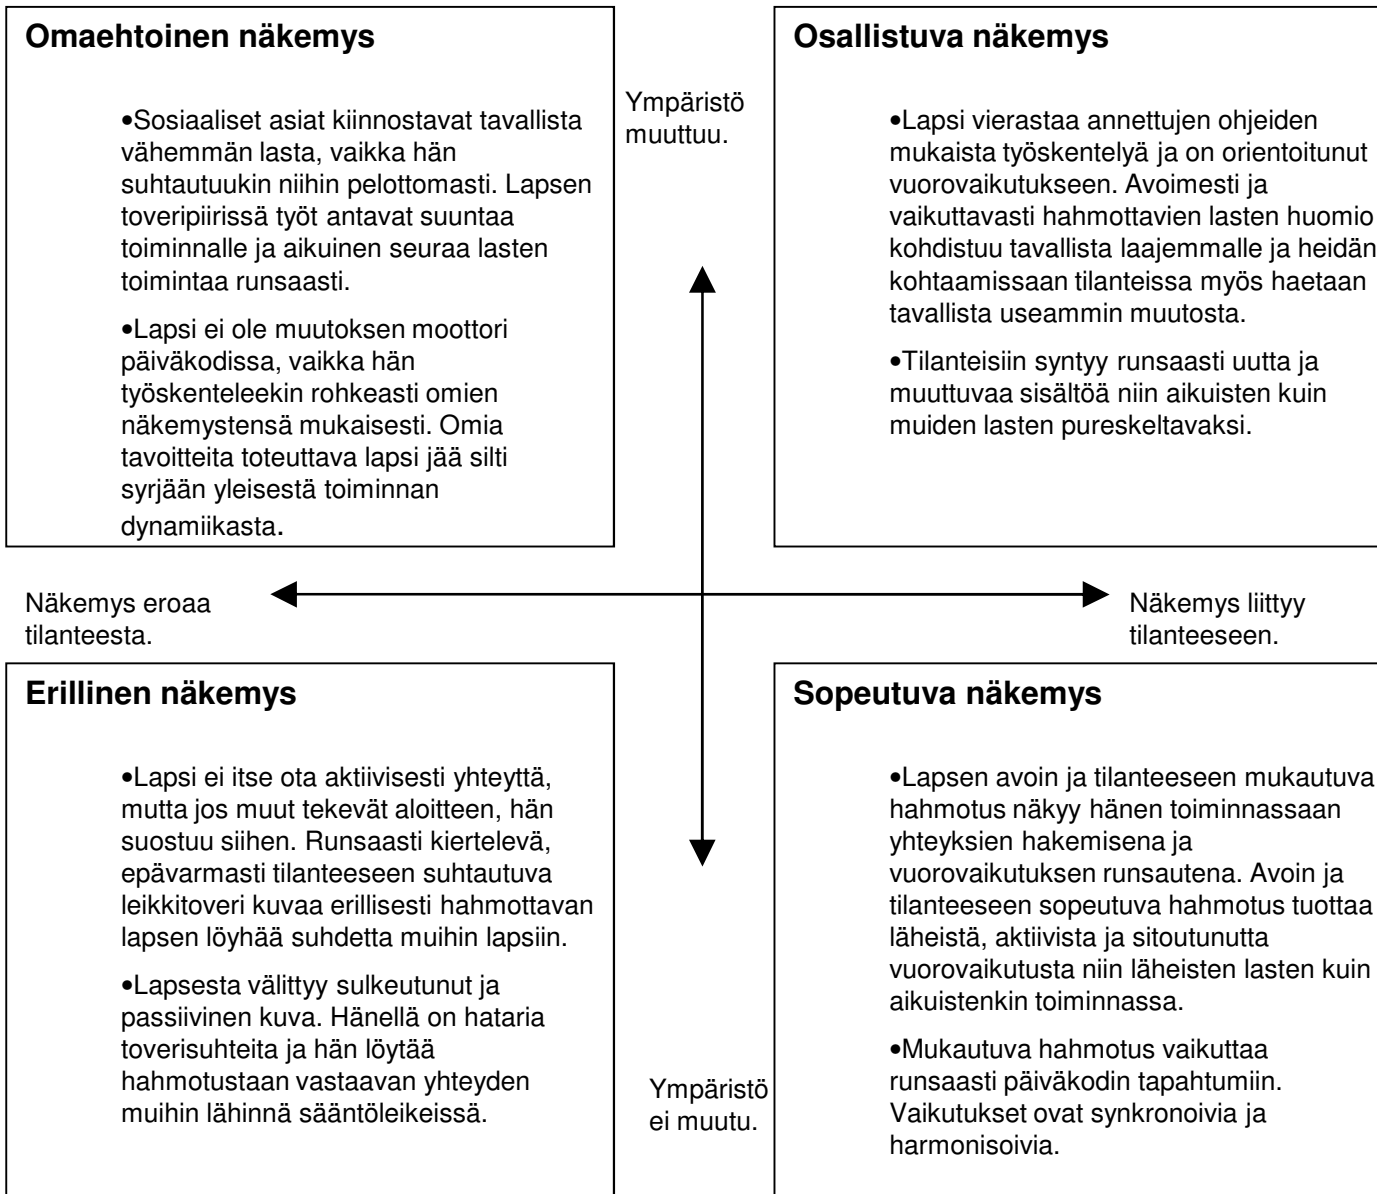 Omaehtoinen näkemys
•Sosiaaliset asiat kiinnostavat tavallista
vähemmän lasta, vaikka hän
suhtautuukin niihin pelottomasti. Lapsen
toveripiirissä työt antavat suuntaa
toiminnalle ja aikuinen seuraa lasten
toimintaa runsaasti.
•Lapsi ei ole muutoksen moottori
päiväkodissa, vaikka hän
työskenteleekin rohkeasti omien
näkemystensä mukaisesti. Omia
tavoitteita toteuttava lapsi jää silti
syrjään yleisestä toiminnan
dynamiikasta.
Ympäristö
muuttuu.
Osallistuva näkemys
•Lapsi vierastaa annettujen ohjeiden
mukaista työskentelyä ja on orientoitunut
vuorovaikutukseen. Avoimesti ja
vaikuttavasti hahmottavien lasten huomio
kohdistuu tavallista laajemmalle ja heidän
kohtaamissaan tilanteissa myös haetaan
tavallista useammin muutosta.
•Tilanteisiin syntyy runsaasti uutta ja
muuttuvaa sisältöä niin aikuisten kuin
muiden lasten pureskeltavaksi.
Näkemys eroaa
tilanteesta.
Näkemys liittyy
tilanteeseen.
Erillinen näkemys
•Lapsi ei itse ota aktiivisesti yhteyttä,
mutta jos muut tekevät aloitteen, hän
suostuu siihen. Runsaasti kiertelevä,
epävarmasti tilanteeseen suhtautuva
leikkitoveri kuvaa erillisesti hahmottavan
lapsen löyhää suhdetta muihin lapsiin.
•Lapsesta välittyy sulkeutunut ja
passiivinen kuva. Hänellä on hataria
toverisuhteita ja hän löytää
hahmotustaan vastaavan yhteyden
muihin lähinnä sääntöleikeissä.
Ympäristö
ei muutu.
Sopeutuva näkemys
•Lapsen avoin ja tilanteeseen mukautuva
hahmotus näkyy hänen toiminnassaan
yhteyksien hakemisena ja
vuorovaikutuksen runsautena. Avoin ja
tilanteeseen sopeutuva hahmotus tuottaa
läheistä, aktiivista ja sitoutunutta
vuorovaikutusta niin läheisten lasten kuin
aikuistenkin toiminnassa.
•Mukautuva hahmotus vaikuttaa
runsaasti päiväkodin tapahtumiin.
Vaikutukset ovat synkronoivia ja
harmonisoivia.